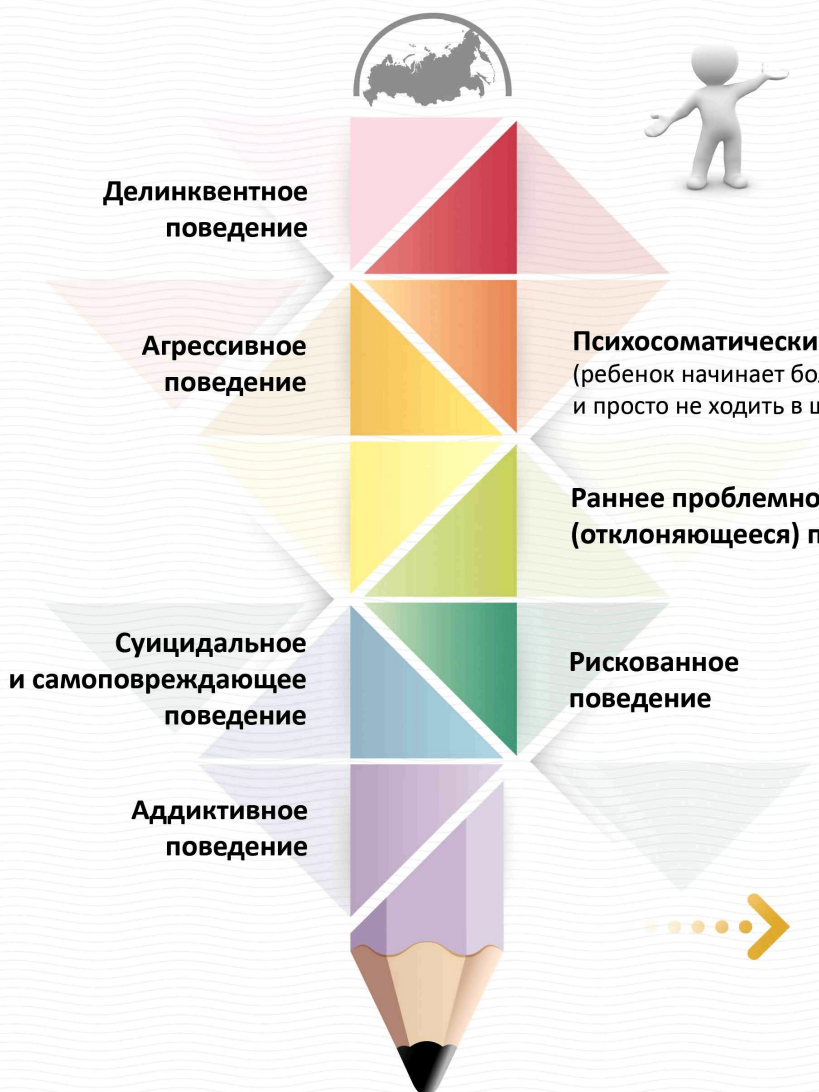 Делинквентное
поведение
Агрессивное
поведение
Психосоматически
(ребенок начинает бол
и просто не ходить в ш
Раннее проблемно
(отклоняющееся) п
Суицидальное
и самоповреждающее
поведение
Рискованное
поведение
Аддиктивное
поведение